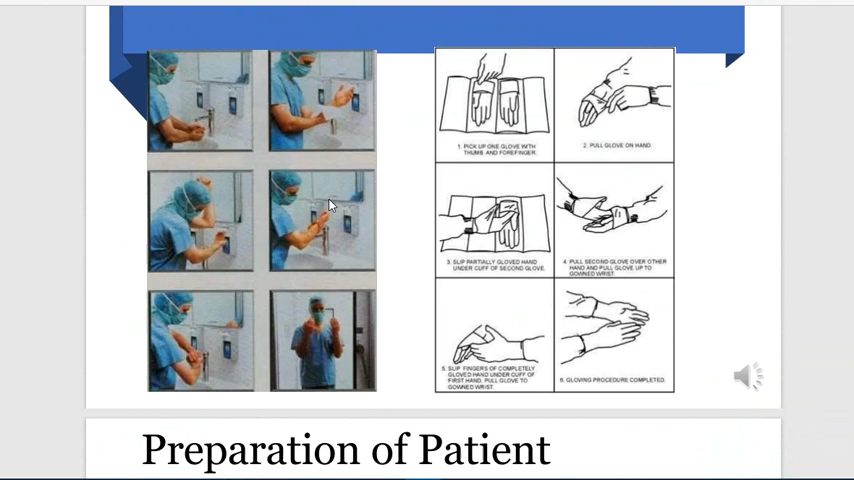 1. PICK UP ONE GLOVE WITH
THUMB AND FOREFINGER.
2. PULL GLOVE ON HAND.
3. SLIP PARTIALLY GLOVED HAND
UNDER CUFF OF SECOND GLOVE.
4. PULL SECOND GLOVE OVER OTHER
HAND AND PULL GLOVE UP TO
GOWNED WRIST.
5. SLIP FINGERS OF COMPLETELY
GLOVED HAND UNDER CUFF OF
FIRST HAND, PULL GLOVE TO
GOWNED WRIST.
6. GLOVING PROCEDURE COMPLETED.
Preparation of Patient